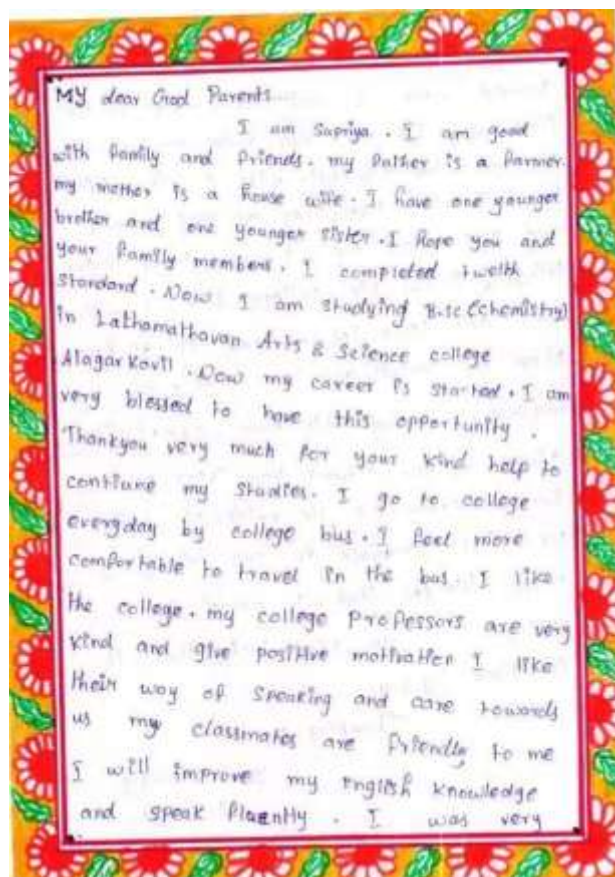 MY dear God Parents
I am Supriya. I am good
with family and friends. my father is a farmer.
my mother is a house wife. I have one younger
brother and one younger sister. I hope you and
your family members. I completed twelth
Standard. Now I am studying B.sc(chemistry)
in Lathamathavan Arts & Science college
Alagar Kovil. Now my career is started. I am
very blessed to have this opportunity.
Thankyou very much for your kind help to
contiune my studies. I go to college
everyday by college bus. I feel more
comfortable to travel in the bus. I like
the college. my college Professors are very
kind and give positive motivation I like
their way of speaking and care towards
us my classmates are friendly to me
I will improve my English knowledge
and speak fluently. I was very